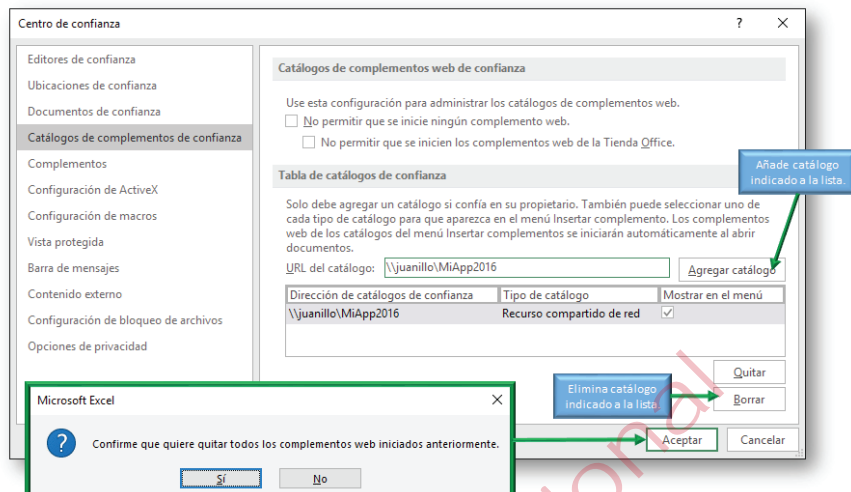 Centro de confianza
?
Editores de confianza
Ubicaciones de confianza
Documentos de confianza
Catálogos de complementos de confianza
Complementos
Configuración de ActiveX
Configuración de macros
Vista protegida
Barra de mensajes
Contenido externo
Configuración de bloqueo de archivos
Opciones de privacidad
Catálogos de complementos web de confianza
Use esta configuración para administrar los catálogos de complementos web.
No permitir que se inicie ningún complemento web.
No permitir que se inicien los complementos web de la Tienda Office.
Tabla de catálogos de confianza
Añade catálogo
indicado a la lista.
Solo debe agregar un catálogo si confía en su propietario. También puede seleccionar uno de
cada tipo de catálogo para que aparezca en el menú Insertar complemento. Los complementos
web de los catálogos del menú Insertar complementos se iniciarán automáticamente al abrir
documentos.
URL del catálogo: \\juanillo\MiApp2016 Agregar catálogo
Dirección de catálogos de confianza Tipo de catálogo Mostrar en el menú
\\juanillo\MiApp2016 Recurso compartido de red
Quitar
Elimina catálogo
indicado a la lista.
Borrar
Aceptar Cancelar
Microsoft Excel
Confirme que quiere quitar todos los complementos web iniciados anteriormente.
Sí No